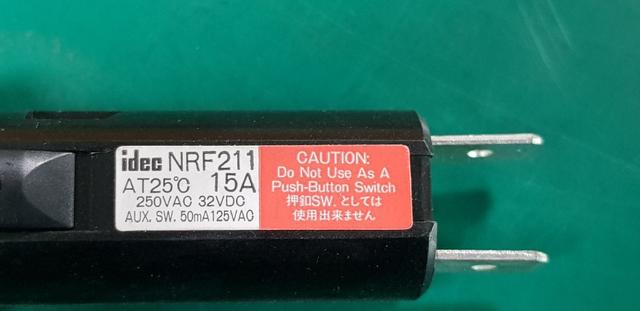 idec NRF211
AT25℃ 15A
250VAC 32VDC
AUX. SW. 50mA125VAC
CAUTION:
Do Not Use As A
Push-Button Switch
押釦SW.としては
使用出来ません